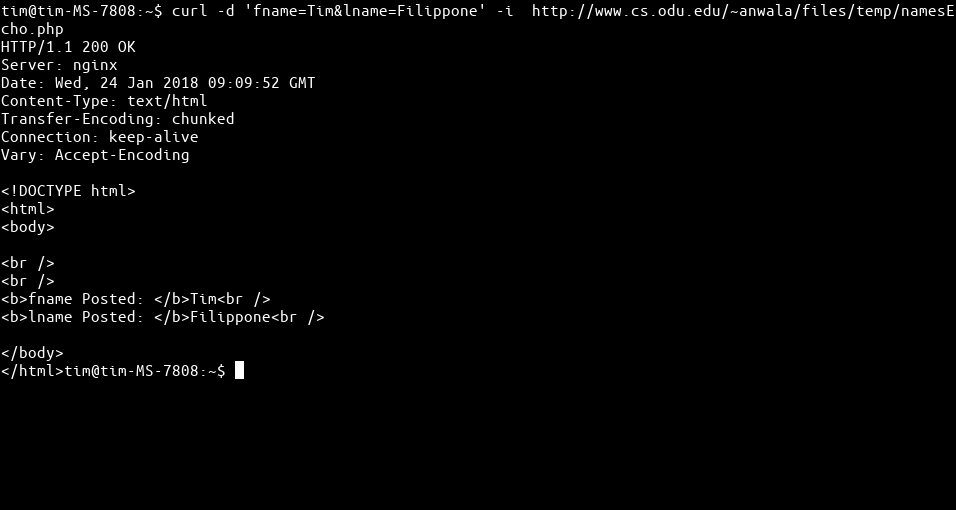 tim@tim-MS-7808:~$ curl -d 'fname=Tim&lname=Filippone' -i  http://www.cs.odu.edu/~anwala/files/temp/namesE
cho.php
HTTP/1.1 200 OK
Server: nginx
Date: Wed, 24 Jan 2018 09:09:52 GMT
Content-Type: text/html
Transfer-Encoding: chunked
Connection: keep-alive
Vary: Accept-Encoding

<!DOCTYPE html>
<html>
<body>

<br />
<br />
<b>fname Posted: </b>Tim<br />
<b>lname Posted: </b>Filippone<br />

</body>
</html>tim@tim-MS-7808:~$